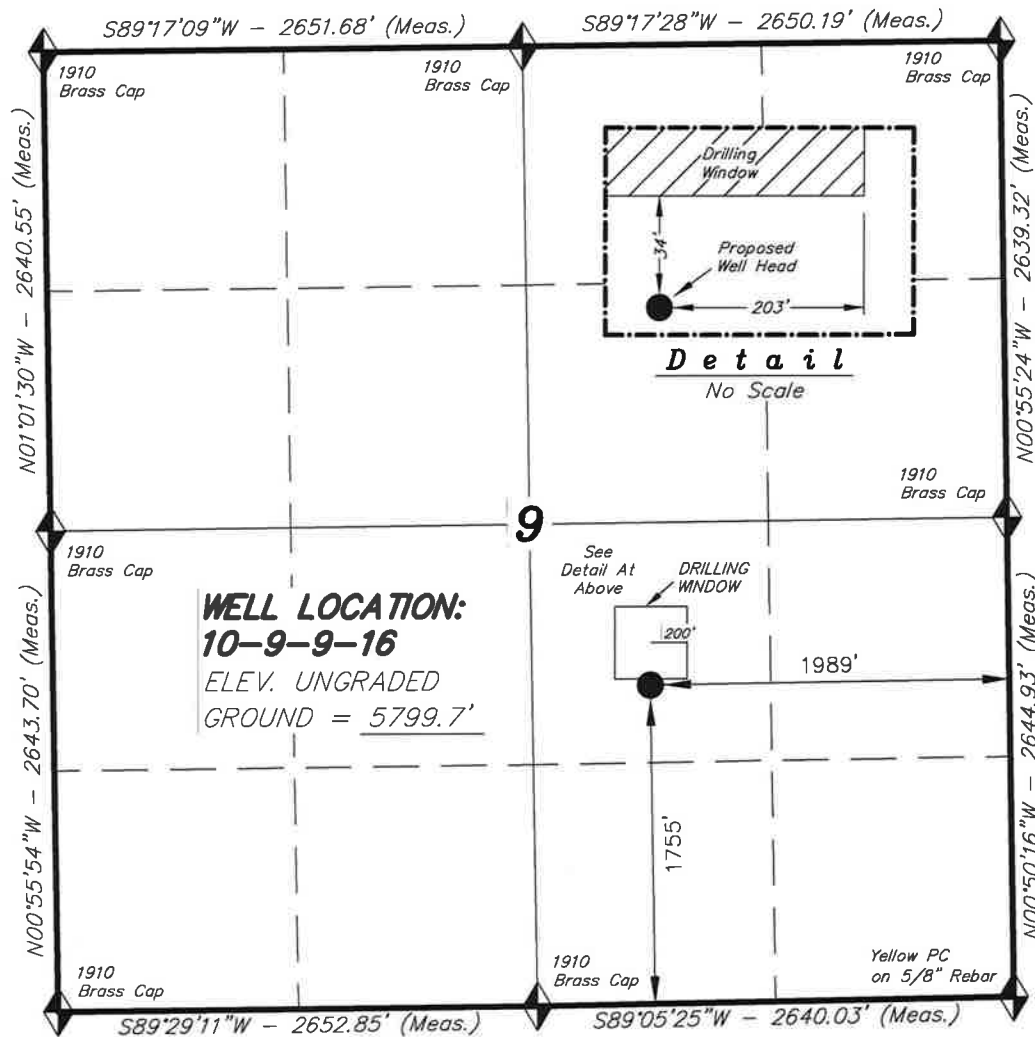 S89°17'09"W - 2651.68' (Meas.)
S89°17'28"W - 2650.19' (Meas.)
1910
Brass Cap
1910
Brass Cap
1910
Brass Cap
N01°01'30"W - 2640.55' (Meas.)
N00°55'24"W - 2639.32' (Meas.)
Drilling
Window
34'
Proposed
Well Head
203'
Detail
No Scale
1910
Brass Cap
9
1910
Brass Cap
See
Detail At
Above
DRILLING
WINDOW
200'
WELL LOCATION:
10-9-9-16
ELEV. UNGRADED
GROUND = 5799.7'
1989'
1755'
N00°55'54"W - 2643.70' (Meas.)
N00°50'16"W - 2644.93' (Meas.)
1910
Brass Cap
1910
Brass Cap
Yellow PC
on 5/8" Rebar
S89°29'11"W - 2652.85' (Meas.)
S89°05'25"W - 2640.03' (Meas.)